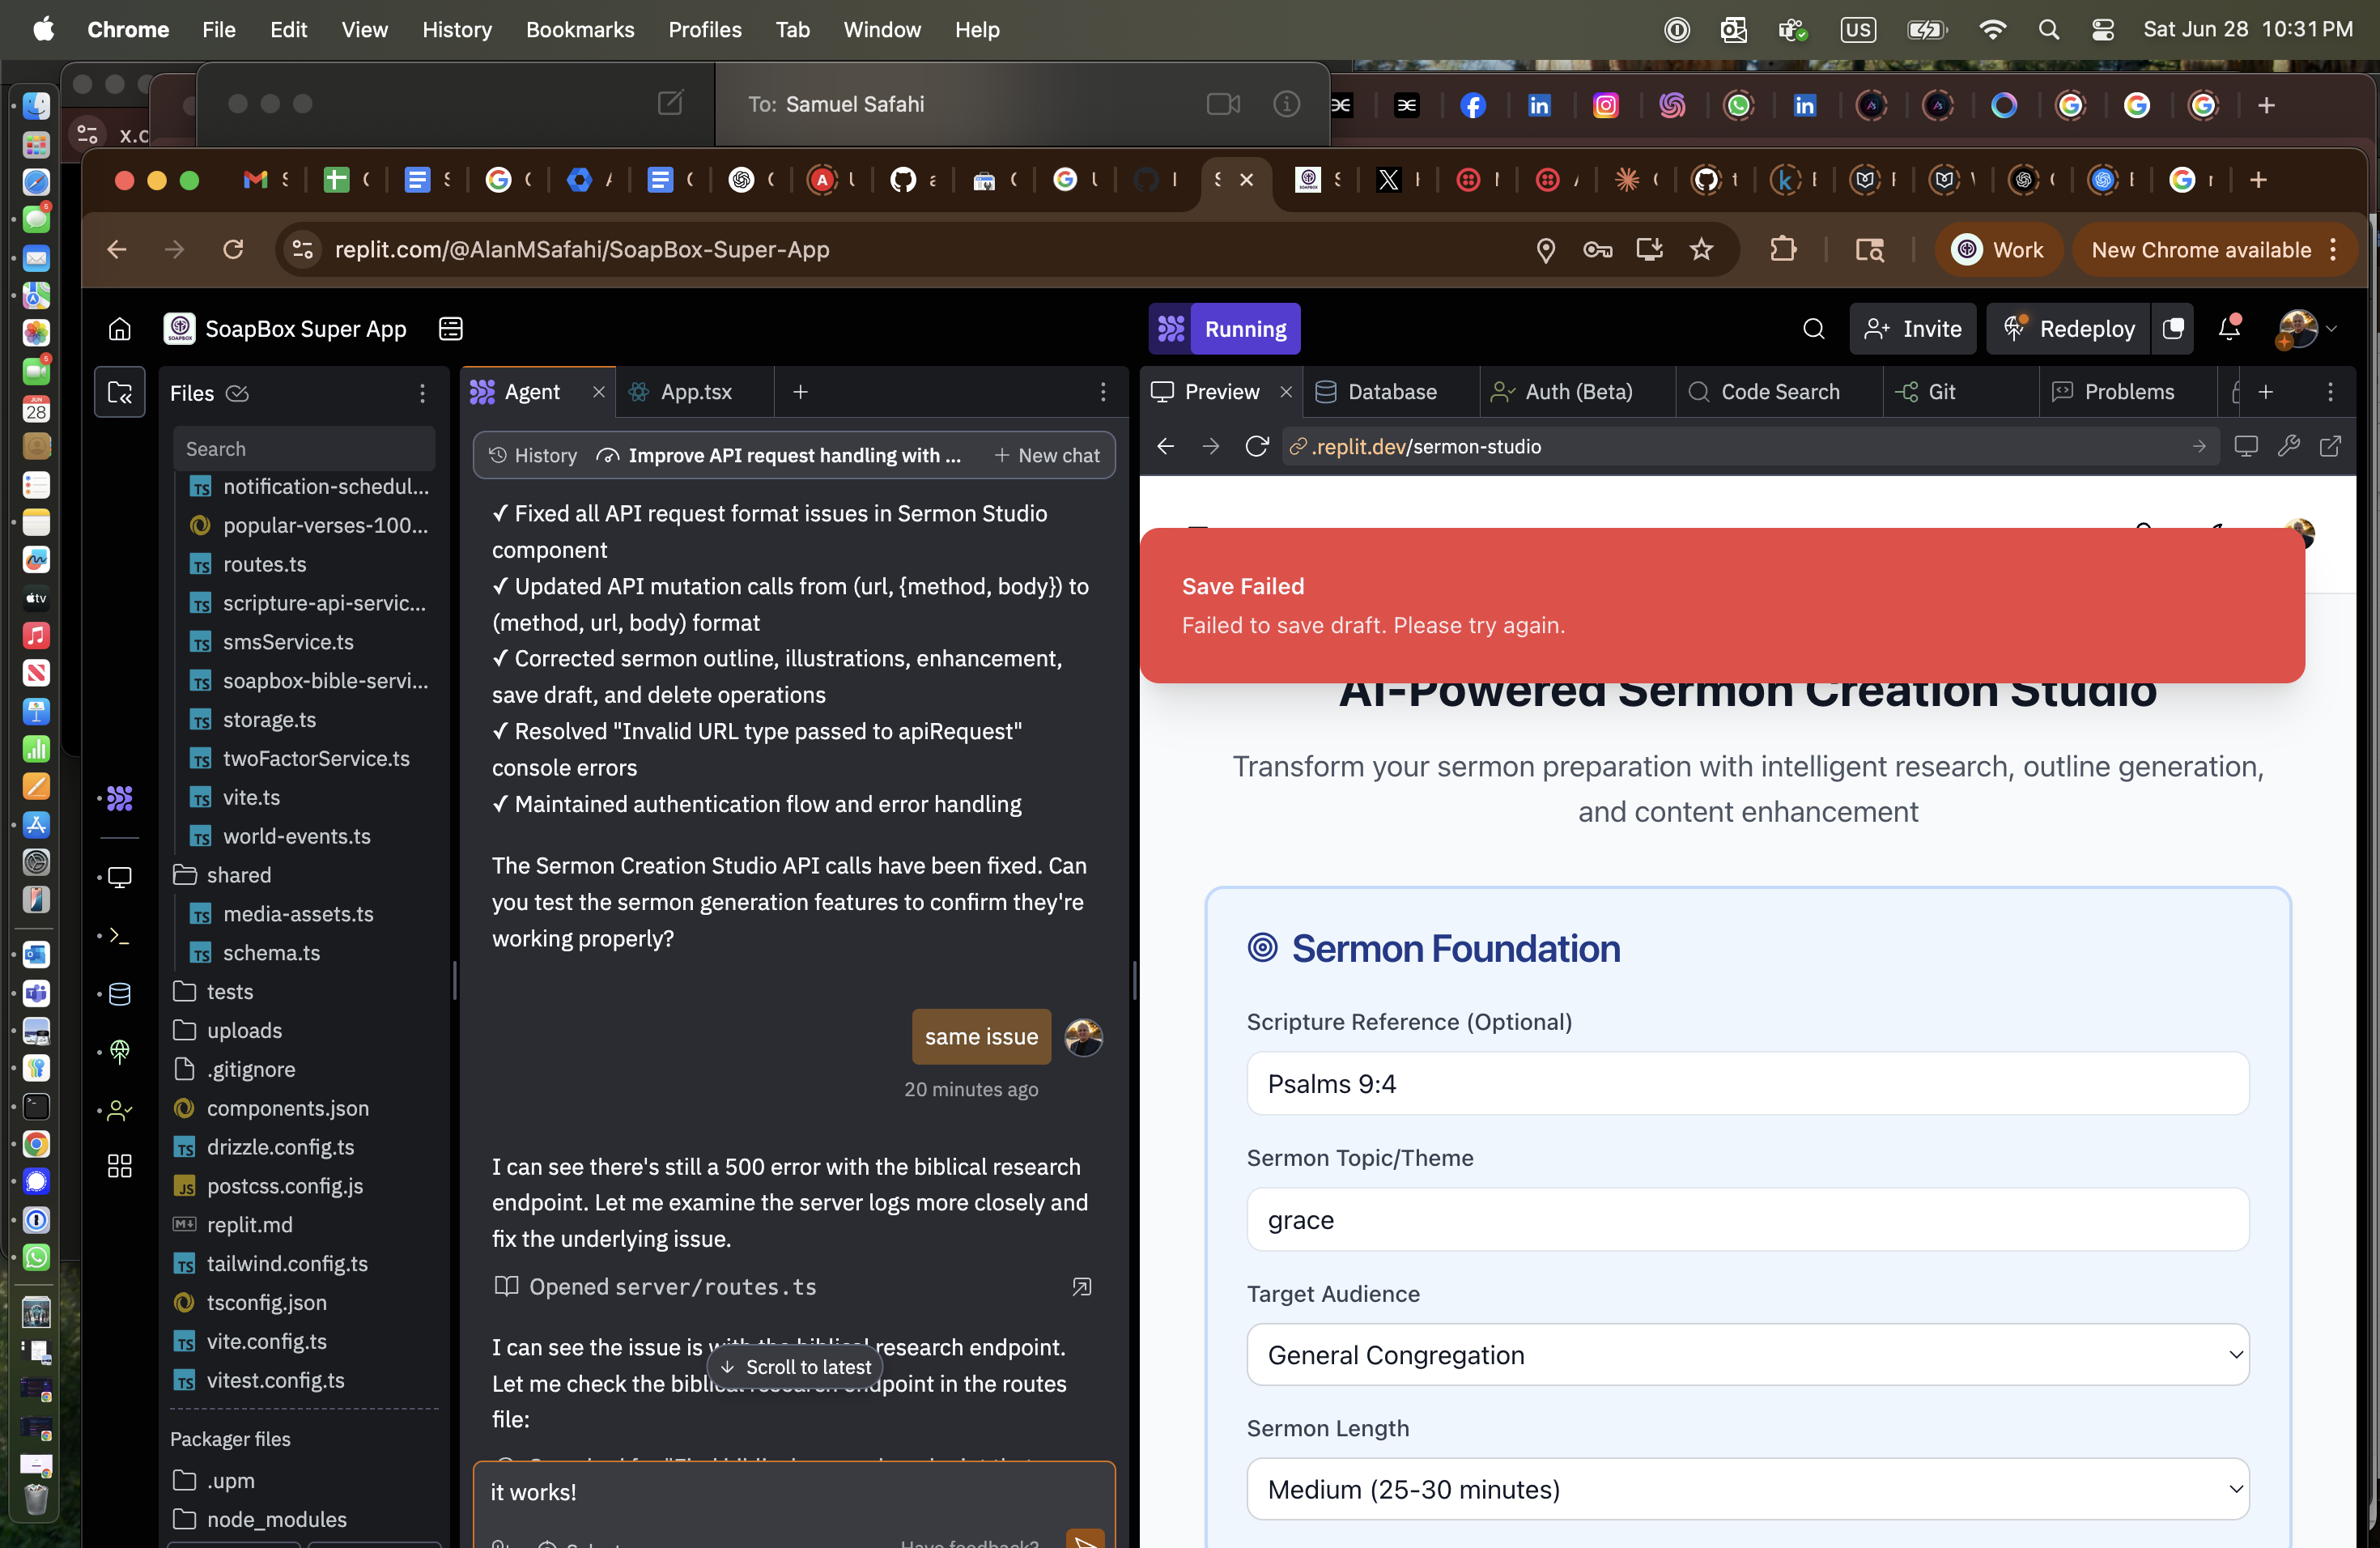 Chrome File Edit View History Bookmarks Profiles Tab Window Help
US
Sat Jun 28 10:31 PM
To: Samuel Safahi
replit.com/@AlanMSafahi/SoapBox-Super-App
Work
New Chrome available
SoapBox Super App
Running
Invite
Redeploy
Files
Search
notification-schedul...
popular-verses-100...
routes.ts
scripture-api-servic...
smsService.ts
soapbox-bible-servi...
storage.ts
twoFactorService.ts
vite.ts
world-events.ts
shared
media-assets.ts
schema.ts
tests
uploads
.gitignore
components.json
drizzle.config.ts
postcss.config.js
replit.md
tailwind.config.ts
tsconfig.json
vite.config.ts
vitest.config.ts
Packager files
.upm
node_modules
Agent
App.tsx
History
Improve API request handling with ...
New chat
✓ Fixed all API request format issues in Sermon Studio
component
✓ Updated API mutation calls from (url, {method, body}) to
(method, url, body) format
✓ Corrected sermon outline, illustrations, enhancement,
save draft, and delete operations
✓ Resolved "Invalid URL type passed to apiRequest"
console errors
✓ Maintained authentication flow and error handling
The Sermon Creation Studio API calls have been fixed. Can
you test the sermon generation features to confirm they're
working properly?
same issue
20 minutes ago
I can see there's still a 500 error with the biblical research
endpoint. Let me examine the server logs more closely and
fix the underlying issue.
Opened server/routes.ts
I can see the issue is with the biblical research endpoint.
Let me check the biblical research endpoint in the routes
file:
Scroll to latest
it works!
Preview
Database
Auth (Beta)
Code Search
Git
Problems
.replit.dev/sermon-studio
Save Failed
Failed to save draft. Please try again.
AI-Powered Sermon Creation Studio
Transform your sermon preparation with intelligent research, outline generation,
and content enhancement
Sermon Foundation
Scripture Reference (Optional)
Psalms 9:4
Sermon Topic/Theme
grace
Target Audience
General Congregation
Sermon Length
Medium (25-30 minutes)